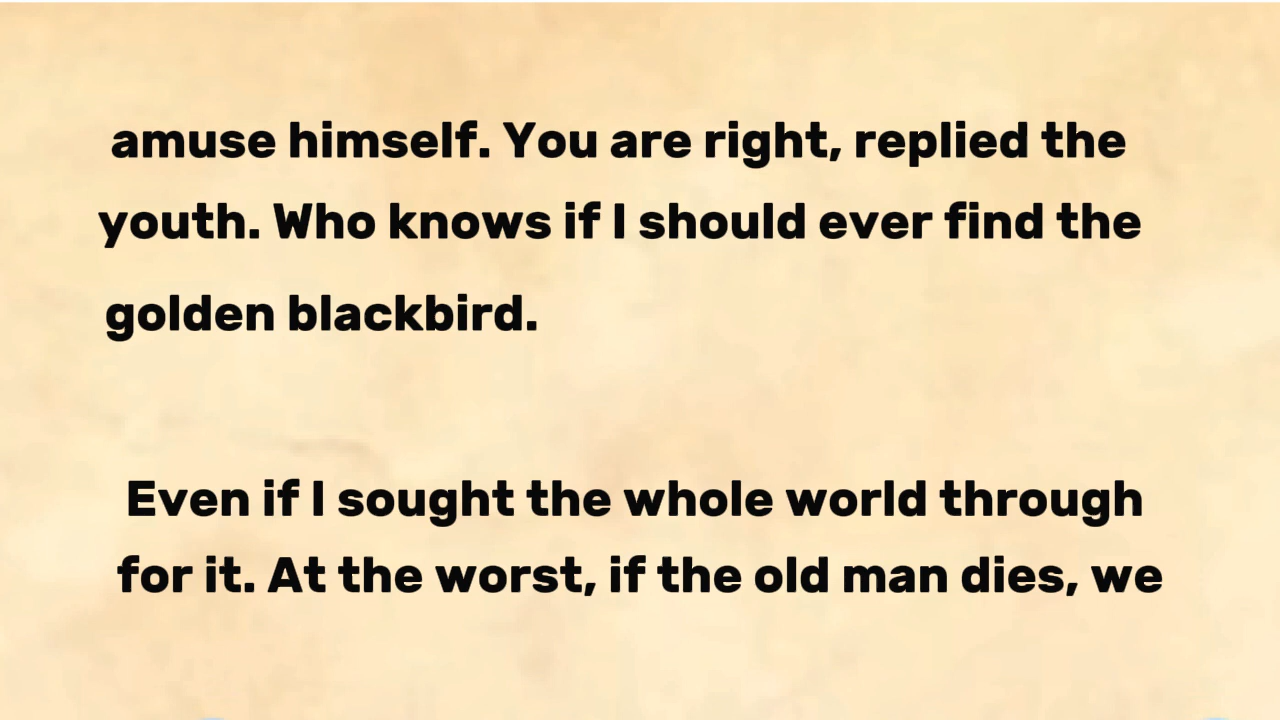 amuse himself. You are right, replied the
youth. Who knows if I should ever find the
golden blackbird.
Even if I sought the whole world through
for it. At the worst, if the old man dies, we